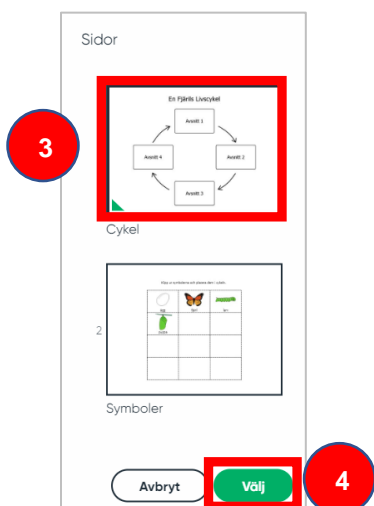 Sidor
3
En Fjärils Livscykel
Avsnitt 1
Avsnitt 4
Avsnitt 2
Avsnitt 3
Cykel
2
Symboler
Avbryt
Välj
4